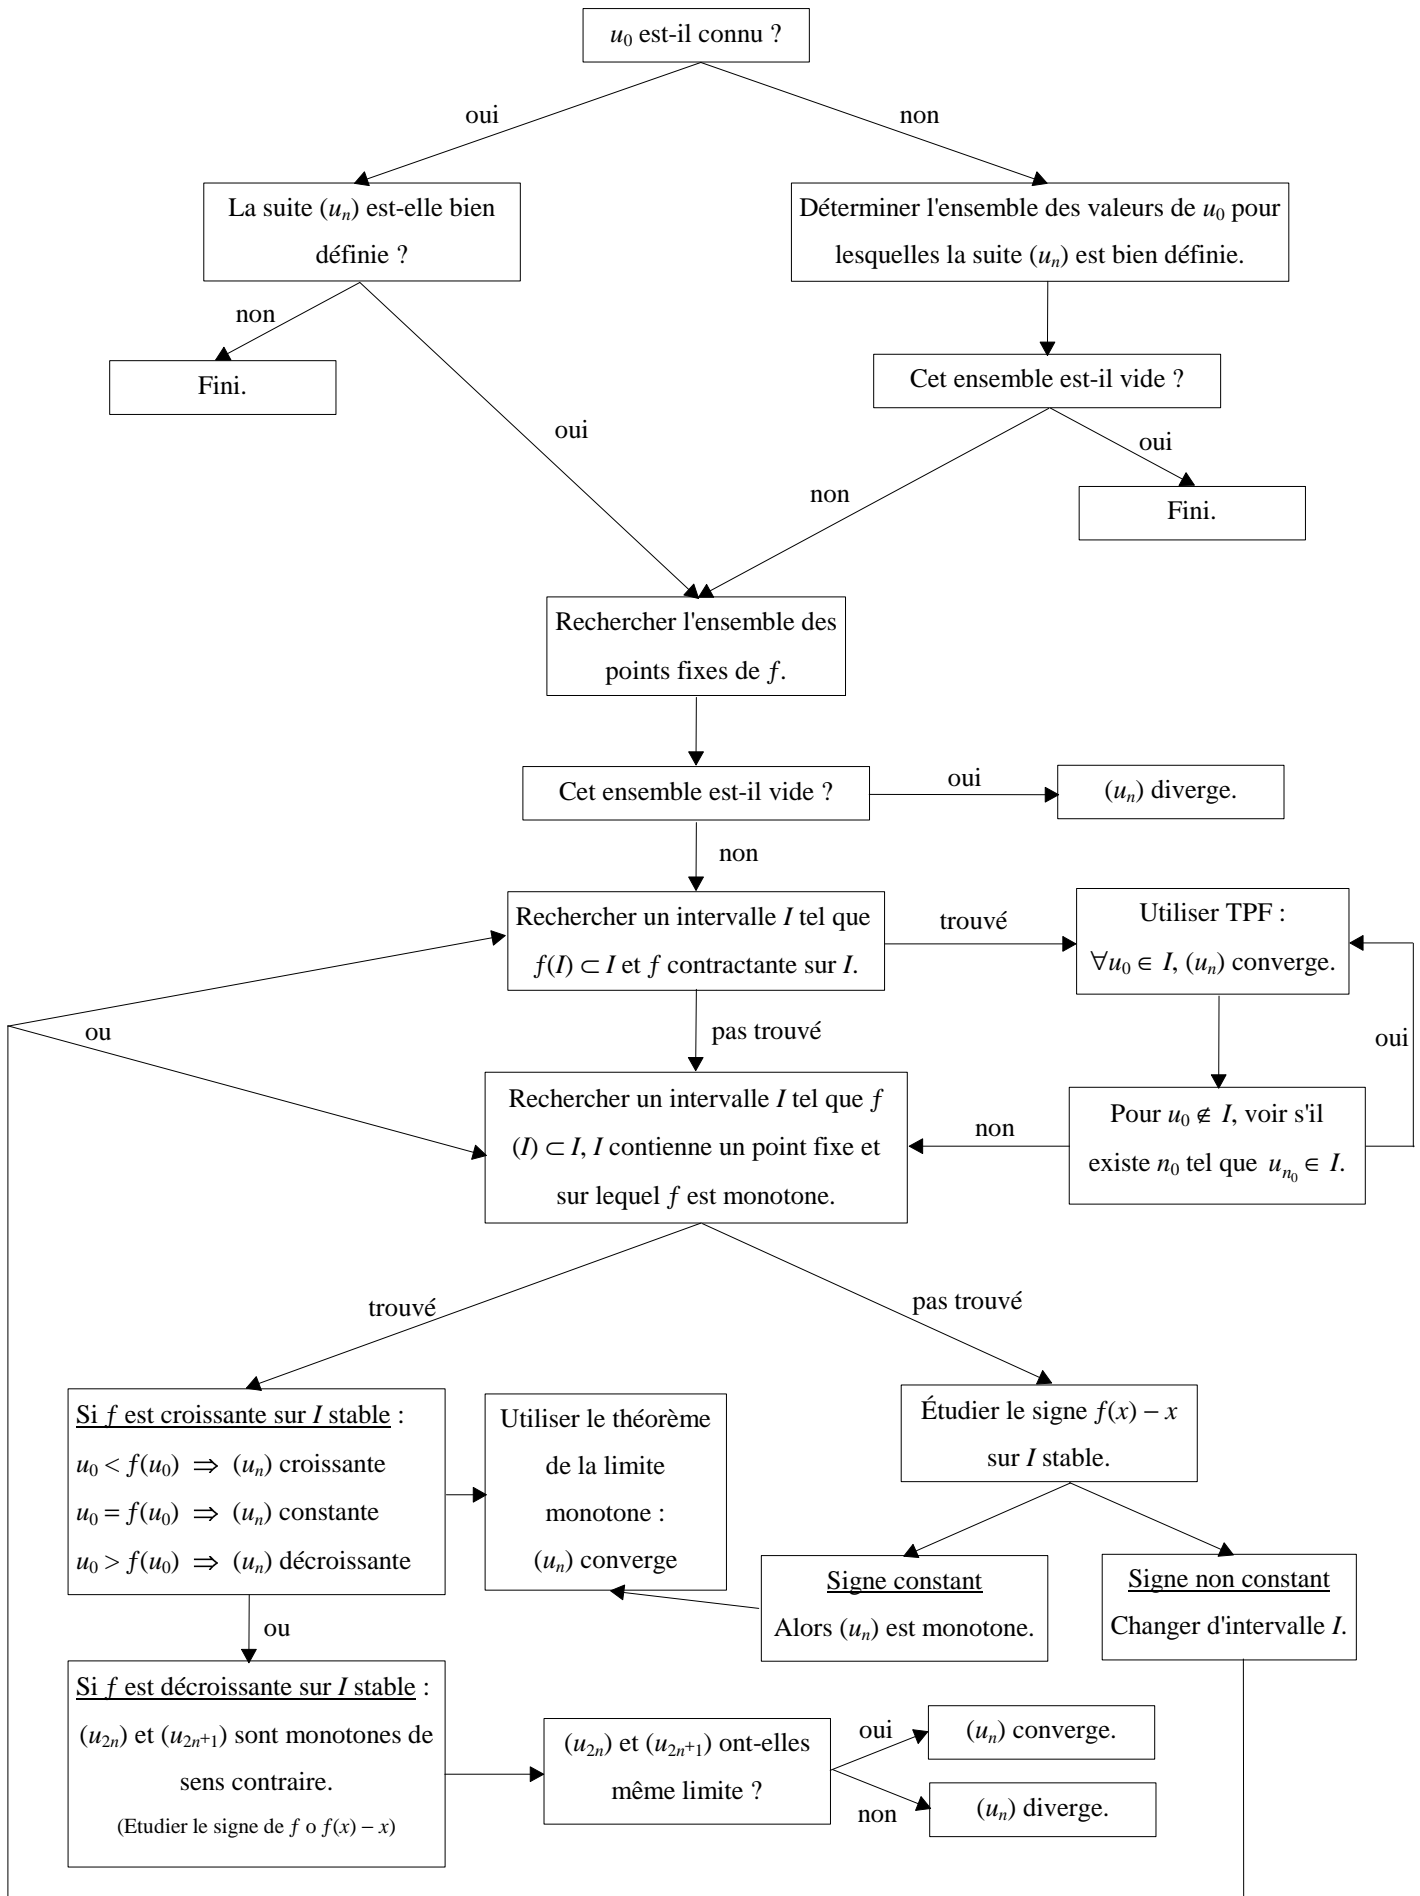 u₀ est-il connu ?
oui
non
La suite (uₙ) est-elle bien
définie ?
Déterminer l'ensemble des valeurs de u₀ pour
lesquelles la suite (uₙ) est bien définie.
non
Fini.
Cet ensemble est-il vide ?
oui
oui
non
Fini.
Rechercher l'ensemble des
points fixes de f.
Cet ensemble est-il vide ?
oui
(uₙ) diverge.
non
Rechercher un intervalle I tel que
f(I) ⊂ I et f contractante sur I.
trouvé
Utiliser TPF :
∀u₀ ∈ I, (uₙ) converge.
ou
pas trouvé
oui
Rechercher un intervalle I tel que f
(I) ⊂ I, I contienne un point fixe et
sur lequel f est monotone.
non
Pour u₀ ∉ I, voir s'il
existe n₀ tel que u_{n₀} ∈ I.
trouvé
pas trouvé
Si f est croissante sur I stable :
u₀ < f(u₀) ⇒ (uₙ) croissante
u₀ = f(u₀) ⇒ (uₙ) constante
u₀ > f(u₀) ⇒ (uₙ) décroissante
Utiliser le théorème
de la limite
monotone :
(uₙ) converge
Étudier le signe f(x) − x
sur I stable.
Signe constant
Alors (uₙ) est monotone.
Signe non constant
Changer d'intervalle I.
ou
Si f est décroissante sur I stable :
(u₂ₙ) et (u₂ₙ₊₁) sont monotones de
sens contraire.
(Etudier le signe de f o f(x) − x)
(u₂ₙ) et (u₂ₙ₊₁) ont-elles
même limite ?
oui
(uₙ) converge.
non
(uₙ) diverge.